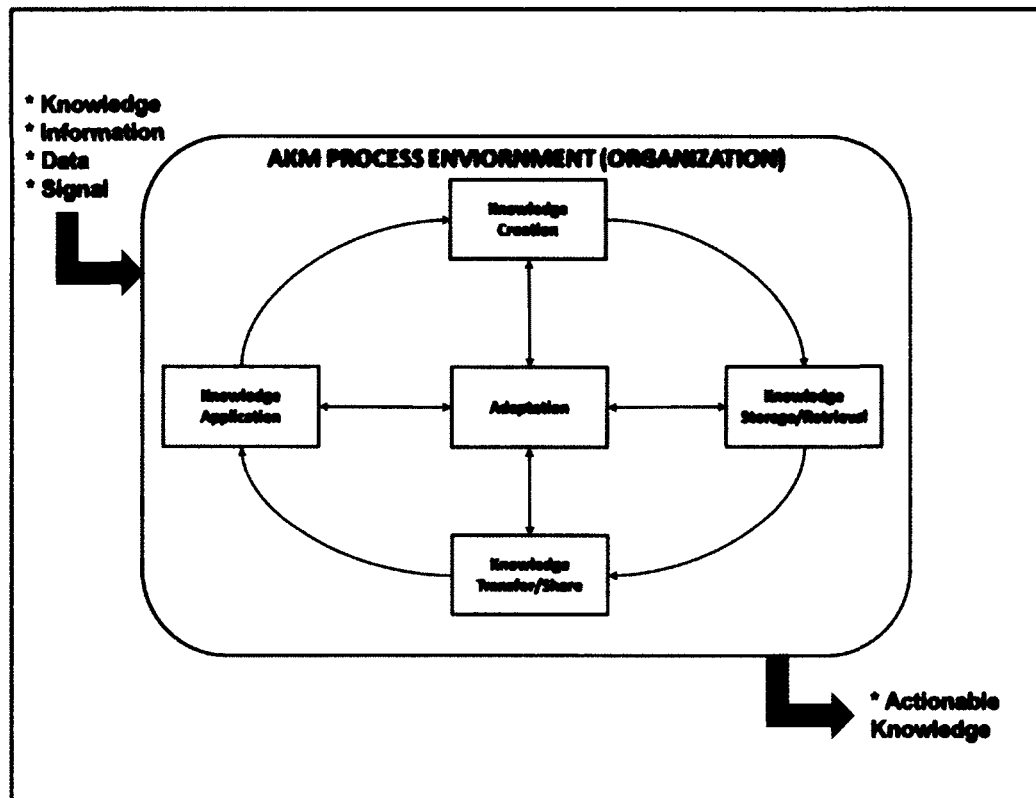 * Knowledge
* Information
* Data
* Signal
AKM PROCESS ENVIORNMENT (ORGANIZATION)
Knowledge
Creation
Knowledge
Application
Adaptation
Knowledge
Storage/Retrieval
Knowledge
Transfer/Share
* Actionable
Knowledge